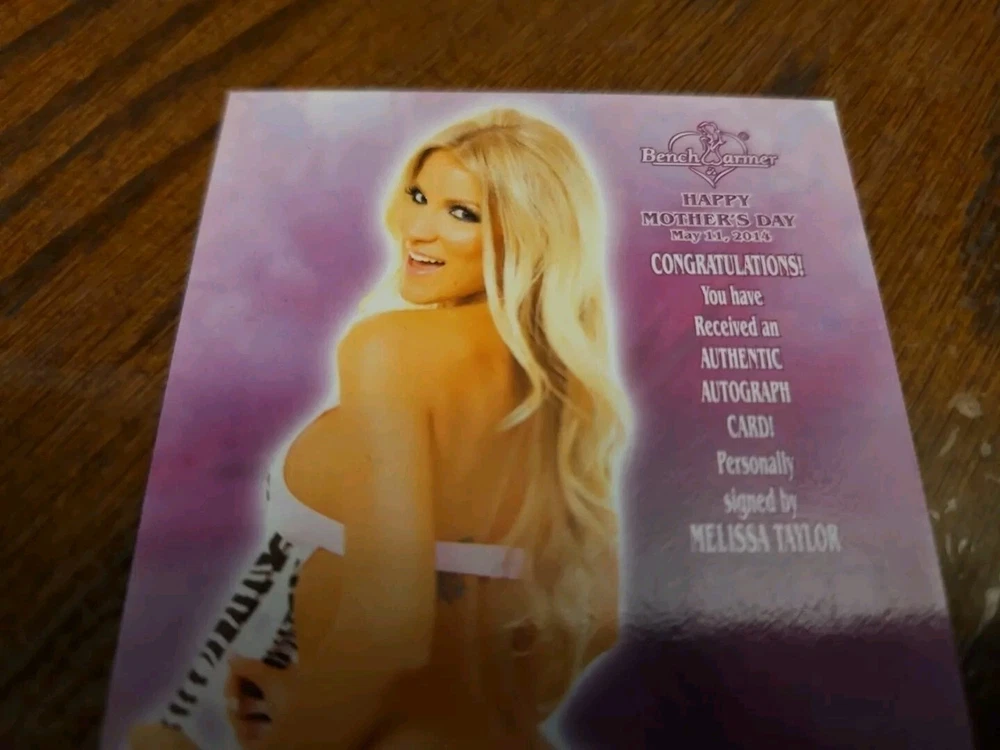 BenchWarmer ®
HAPPY
MOTHER'S DAY
May 11, 2014
CONGRATULATIONS!
You have
Received an
AUTHENTIC
AUTOGRAPH
CARD!
Personally
signed by
MELISSA TAYLOR